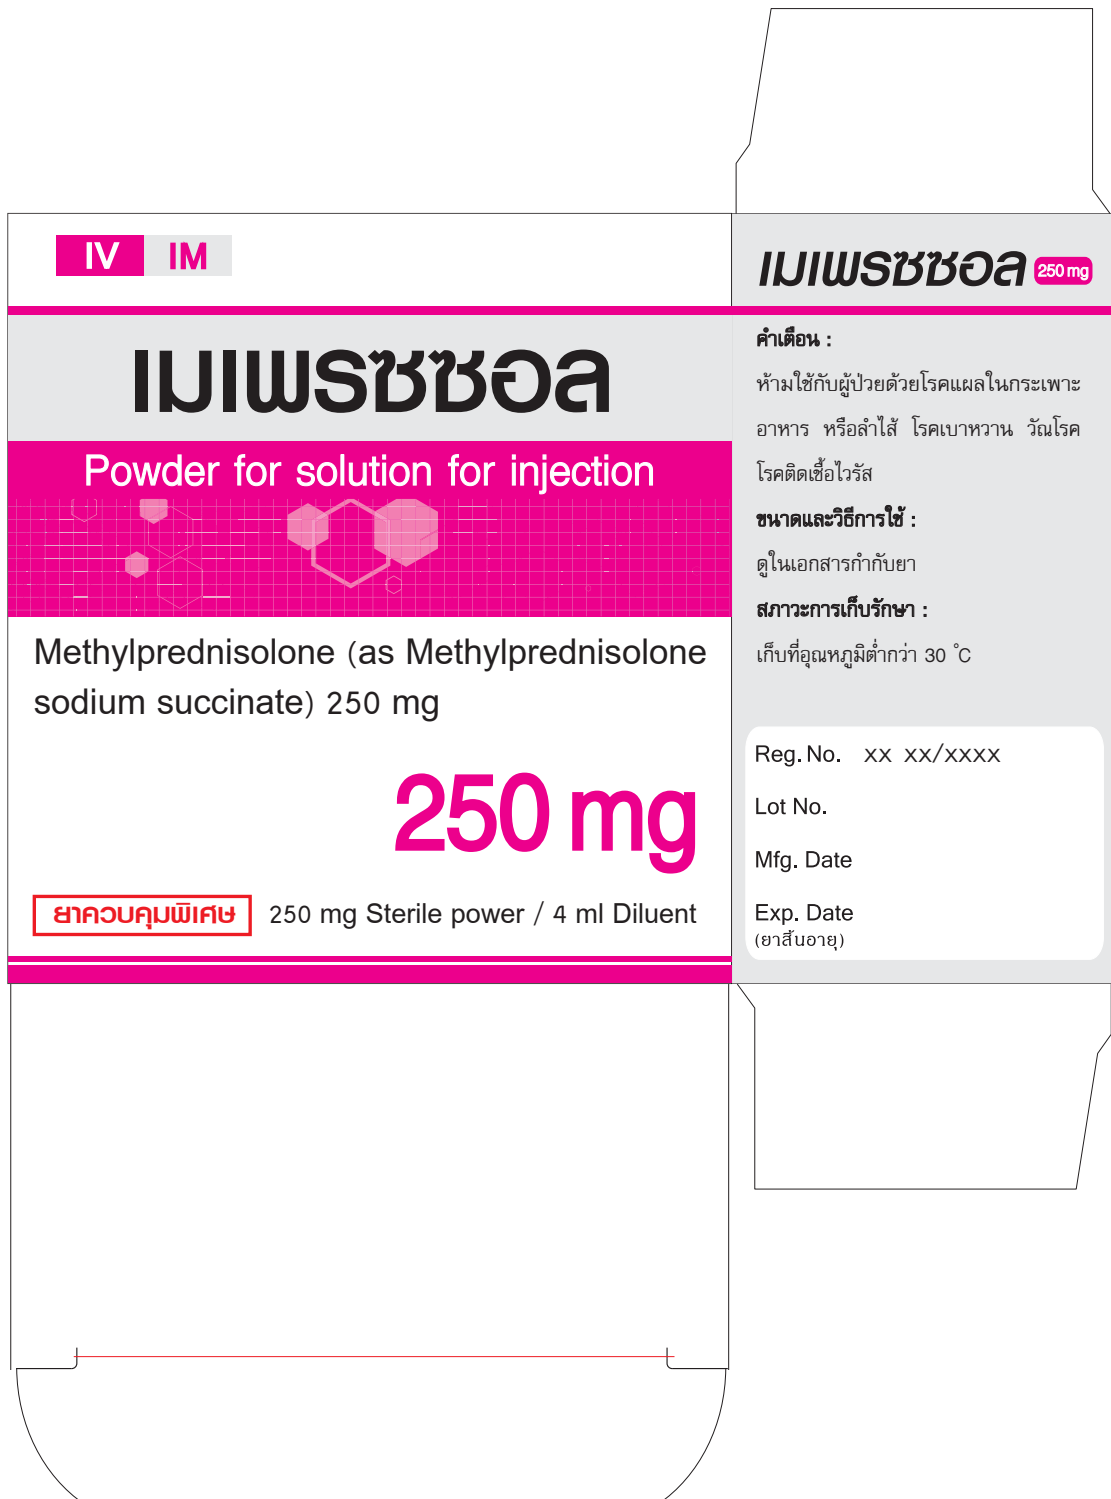 IV IM
เมเพรซซอล
Powder for solution for injection
Methylprednisolone (as Methylprednisolone
sodium succinate) 250 mg
250 mg
ยาควบคุมพิเศษ 250 mg Sterile power / 4 ml Diluent
เมเพรซซอล 250 mg
คำเตือน :
ห้ามใช้กับผู้ป่วยด้วยโรคแผลในกระเพาะ
อาหาร หรือลำไส้ โรคเบาหวาน วัณโรค
โรคติดเชื้อไวรัส
ขนาดและวิธีการใช้ :
ดูในเอกสารกำกับยา
สภาวะการเก็บรักษา :
เก็บที่อุณหภูมิต่ำกว่า 30 °C
Reg. No. xx xx/xxxx
Lot No.
Mfg. Date
Exp. Date
(ยาสิ้นอายุ)